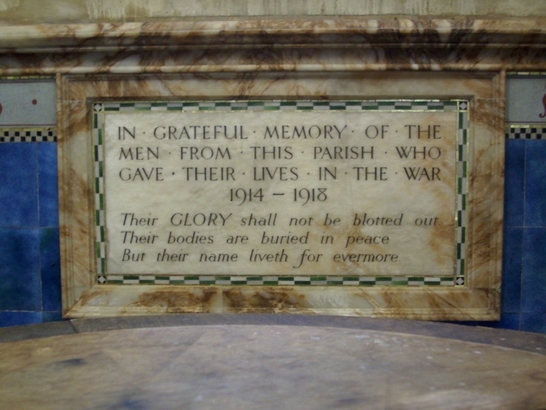 IN · GRATEFUL · MEMORY · OF · THE
MEN · FROM · THIS · PARISH · WHO
GAVE · THEIR · LIVES · IN · THE · WAR
1914 – 1918
Their GLORY shall not be blotted out
Their bodies are buried in peace
But their name liveth for evermore